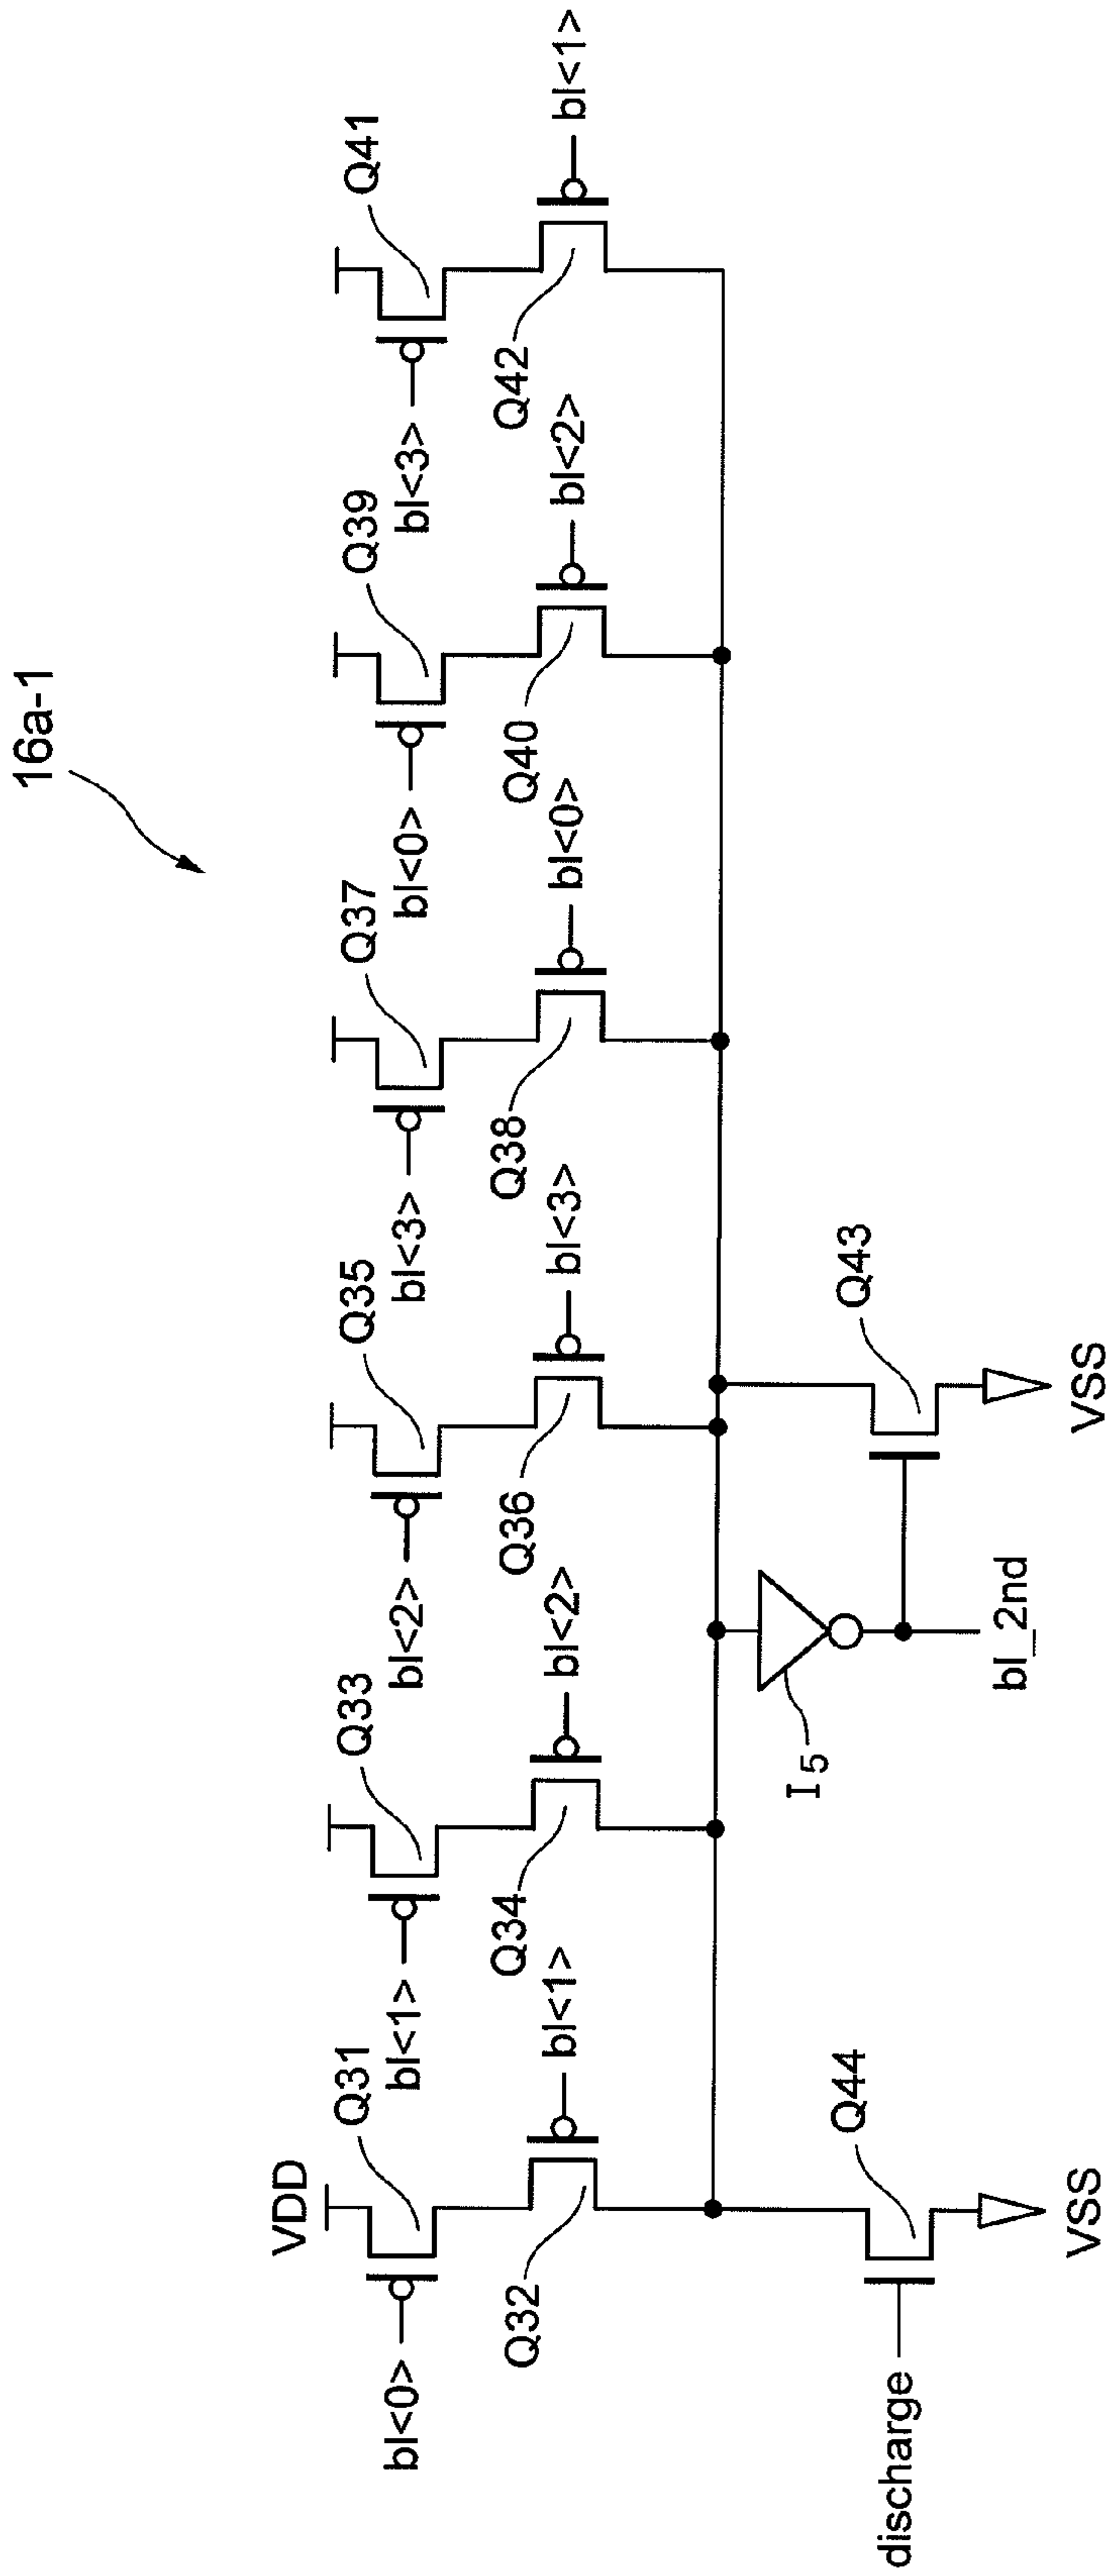 16a-1
VDD
Q31
Q33
Q35
Q37
Q39
Q41
bl<0>
bl<1>
bl<2>
bl<3>
bl<0>
bl<3>
Q32
bl<1>
Q34
bl<2>
Q36
bl<3>
Q38
bl<0>
Q40
bl<2>
Q42
bl<1>
I5
Q44
Q43
discharge
bl_2nd
VSS
VSS